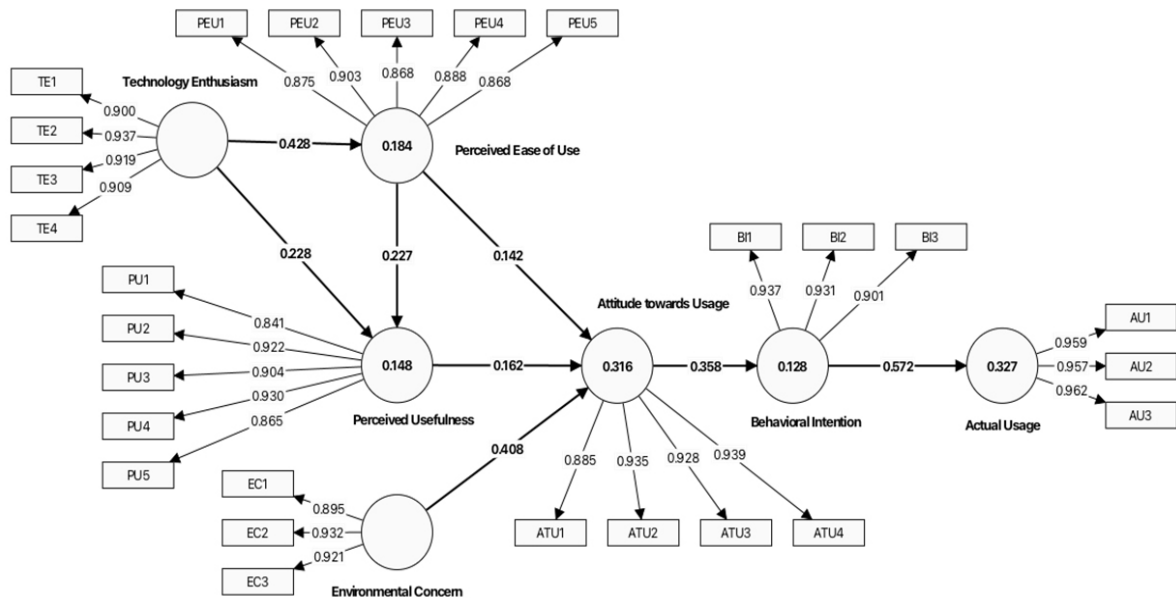 PEU1 PEU2 PEU3 PEU4 PEU5
0.875 0.903 0.868 0.888 0.868
Technology Enthusiasm
TE1
TE2
TE3
TE4
0.900
0.937
0.919
0.909
0.428
0.184
Perceived Ease of Use
0.228
0.227
0.142
PU1
PU2
PU3
PU4
PU5
0.841
0.922
0.904
0.930
0.865
0.148
Perceived Usefulness
0.162
Attitude towards Usage
0.316
0.358
BI1 BI2 BI3
0.937 0.931 0.901
0.128
Behavioral Intention
0.572
0.327
Actual Usage
0.959
0.957
0.962
AU1
AU2
AU3
0.408
0.885 0.935 0.928 0.939
ATU1 ATU2 ATU3 ATU4
EC1
EC2
EC3
0.895
0.932
0.921
Environmental Concern